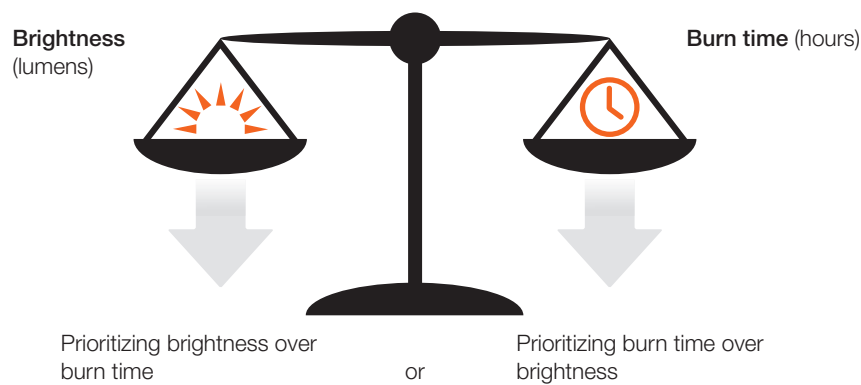 Brightness
(lumens)
Burn time (hours)
Prioritizing brightness over
burn time
or
Prioritizing burn time over
brightness